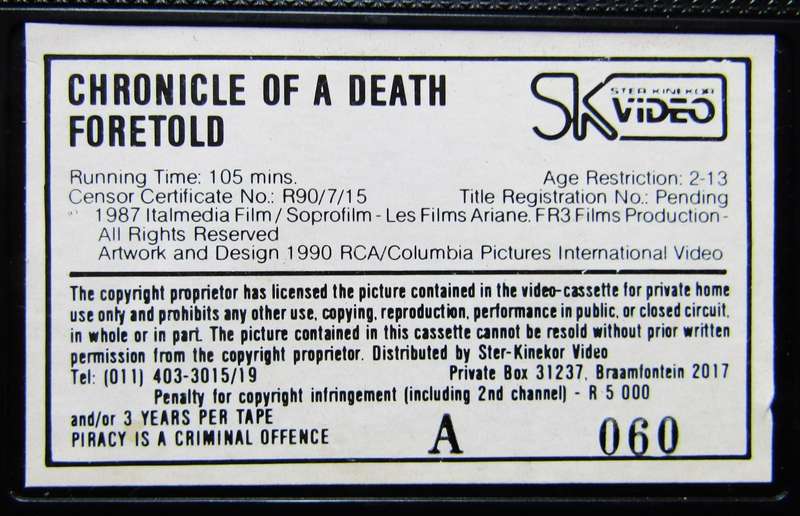 CHRONICLE OF A DEATH
FORETOLD
STER KINEKOR
SK VIDEO
Running Time: 105 mins.
Age Restriction: 2-13
Censor Certificate No.: R90/7/15
Title Registration No.: Pending
1987 Italmedia Film / Soprofilm - Les Films Ariane. FR3 Films Production -
All Rights Reserved
Artwork and Design 1990 RCA/Columbia Pictures International Video
The copyright proprietor has licensed the picture contained in the video-cassette for private home
use only and prohibits any other use, copying, reproduction, performance in public, or closed circuit,
in whole or in part. The picture contained in this cassette cannot be resold without prior written
permission from the copyright proprietor. Distributed by Ster-Kinekor Video
Tel: (011) 403-3015/19
Private Box 31237, Braamfontein 2017
Penalty for copyright infringement (including 2nd channel) - R 5 000
and/or 3 YEARS PER TAPE
PIRACY IS A CRIMINAL OFFENCE
A
060